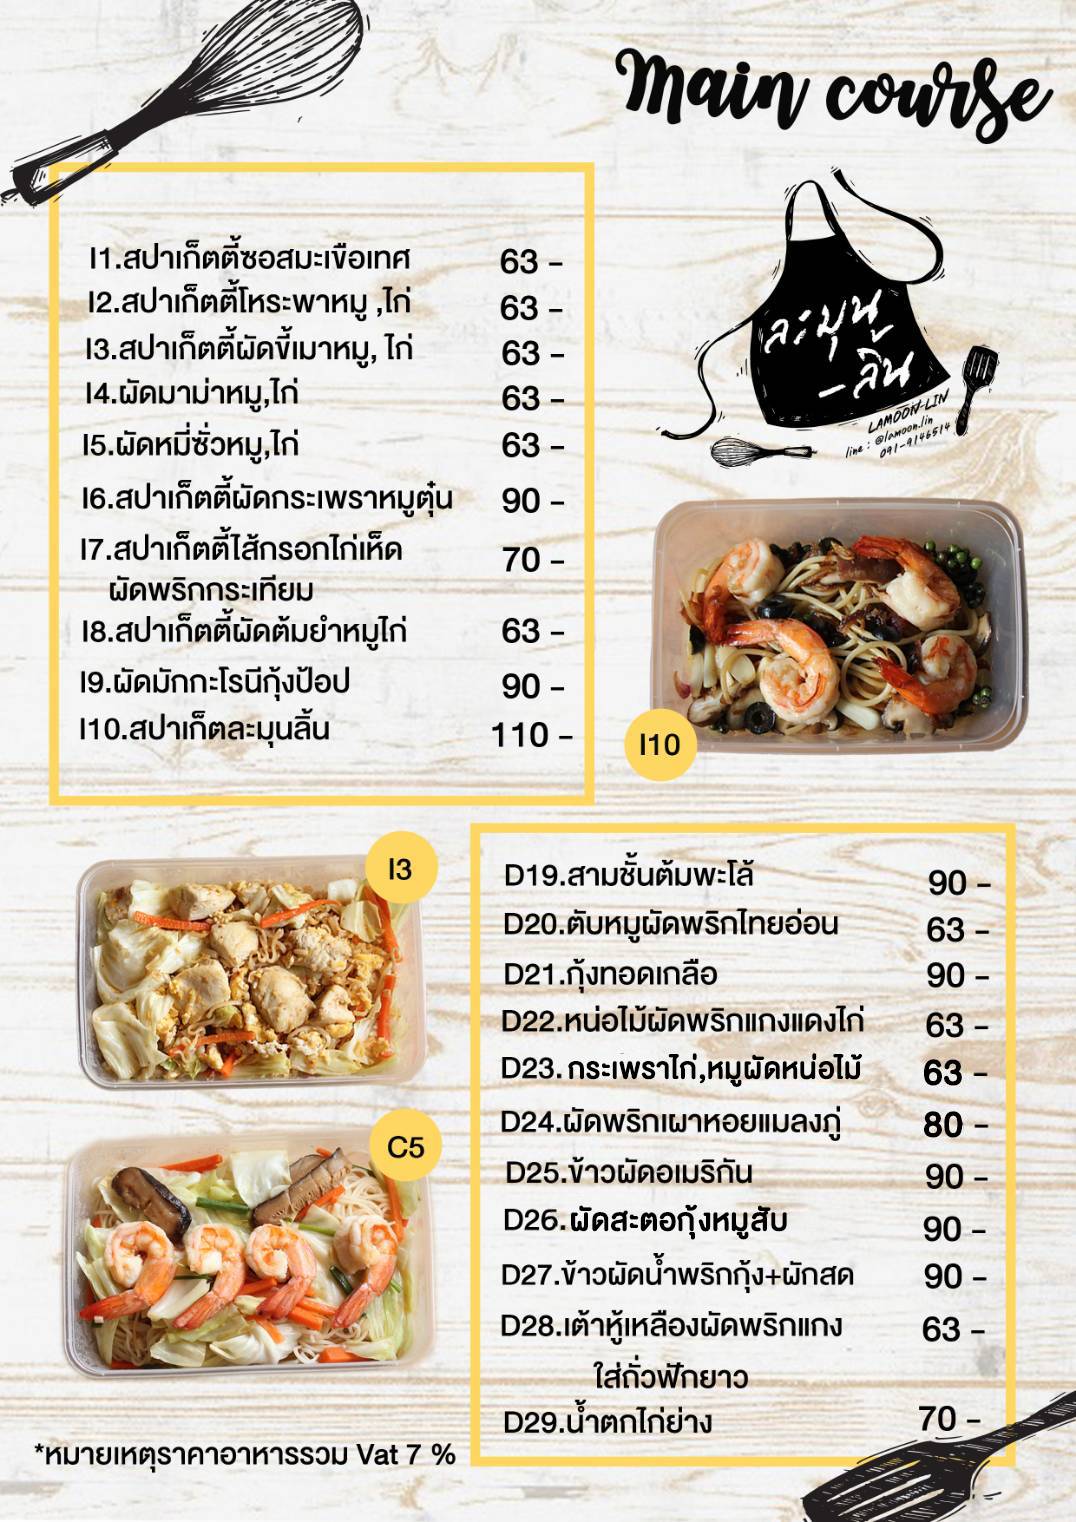 Main course
ละมุน
-ลิ้น
LAMOON-LIN
line : @lamoon.lin
091-9146514
I1.สปาเก็ตตี้ซอสมะเขือเทศ 63 -
I2.สปาเก็ตตี้โหระพาหมู ,ไก่ 63 -
I3.สปาเก็ตตี้ผัดขี้เมาหมู, ไก่ 63 -
I4.ผัดมาม่าหมู,ไก่ 63 -
I5.ผัดหมี่ซั่วหมู,ไก่ 63 -
I6.สปาเก็ตตี้ผัดกระเพราหมูตุ๋น 90 -
I7.สปาเก็ตตี้ไส้กรอกไก่เห็ด 70 -
ผัดพริกกระเทียม
I8.สปาเก็ตตี้ผัดต้มยำหมูไก่ 63 -
I9.ผัดมักกะโรนีกุ้งป้อป 90 -
I10.สปาเก็ตละมุนลิ้น 110 -
I10
I3
C5
D19.สามชั้นต้มพะโล้ 90 -
D20.ตับหมูผัดพริกไทยอ่อน 63 -
D21.กุ้งทอดเกลือ 90 -
D22.หน่อไม้ผัดพริกแกงแดงไก่ 63 -
D23. กระเพราไก่,หมูผัดหน่อไม้ 63 -
D24.ผัดพริกเผาหอยแมลงภู่ 80 -
D25.ข้าวผัดอเมริกัน 90 -
D26.ผัดสะตอกุ้งหมูสับ 90 -
D27.ข้าวผัดน้ำพริกกุ้ง+ผักสด 90 -
D28.เต้าหู้เหลืองผัดพริกแกง 63 -
ใส่ถั่วฟักยาว
D29.น้ำตกไก่ย่าง 70 -
*หมายเหตุราคาอาหารรวม Vat 7 %